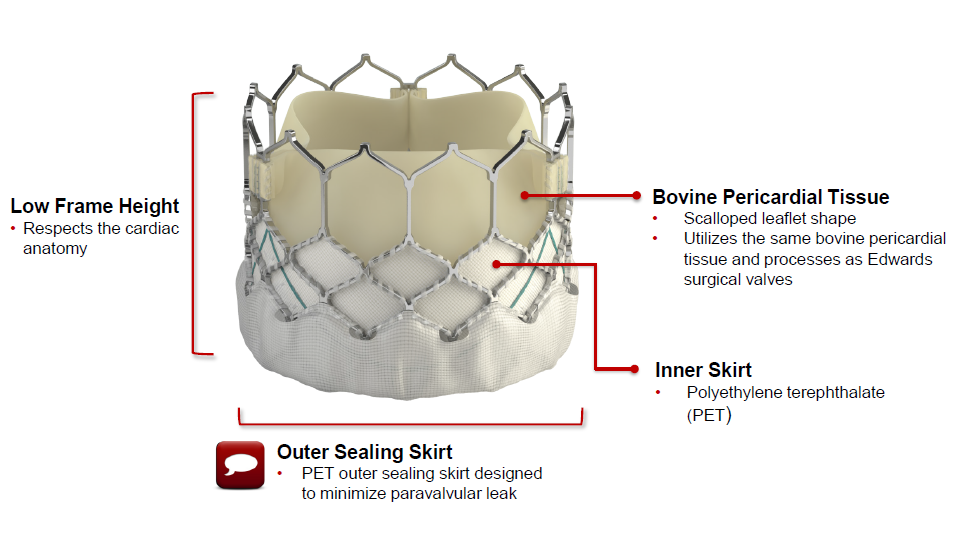 Low Frame Height
• Respects the cardiac
anatomy
Bovine Pericardial Tissue
• Scalloped leaflet shape
• Utilizes the same bovine pericardial
tissue and processes as Edwards
surgical valves
Inner Skirt
• Polyethylene terephthalate
(PET)
Outer Sealing Skirt
• PET outer sealing skirt designed
to minimize paravalvular leak